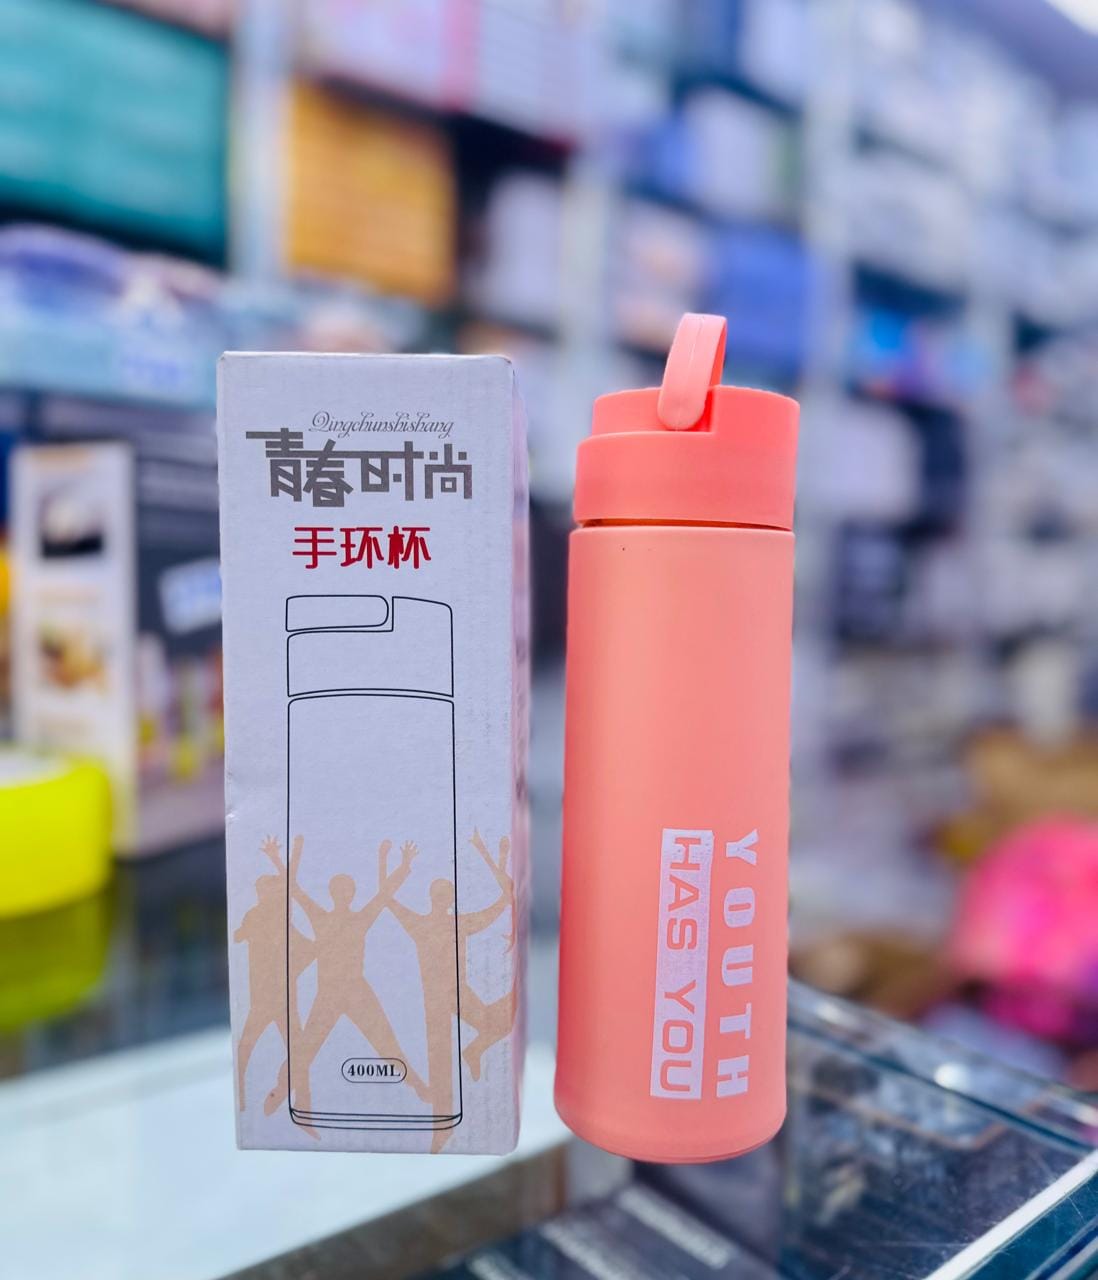 Qingchunshishang
青春时尚
手环杯
400ML
YOUTH
HAS YOU